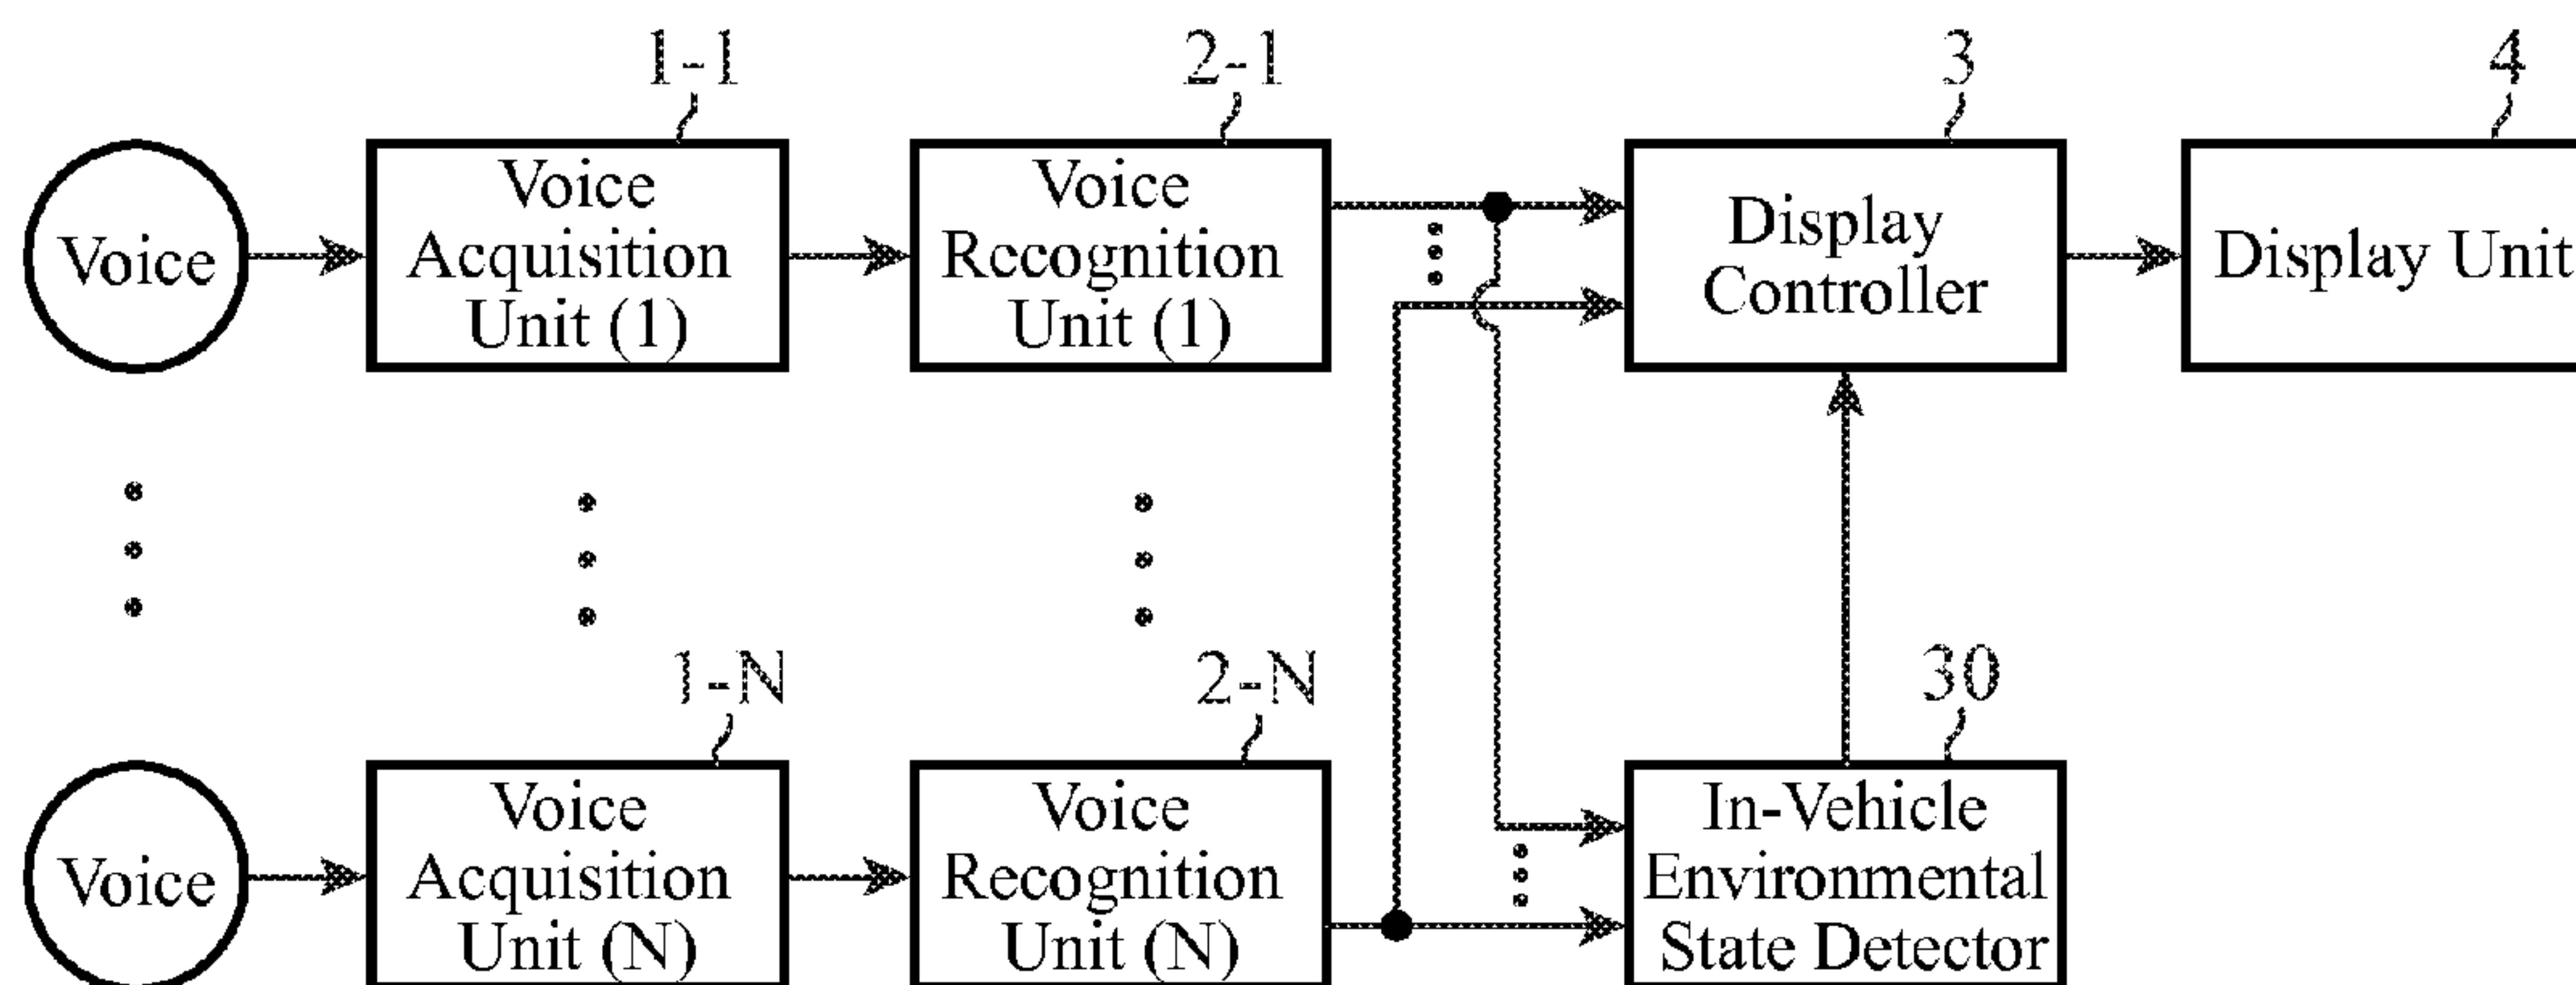 1-1
2-1
3
4
Voice
Voice
Acquisition
Unit (1)
Voice
Rccognition
Unit (1)
Display
Controller
Display Unit
1-N
2-N
30
Voice
Voice
Acquisition
Unit (N)
Voice
Recognition
Unit (N)
In-Vehicle
Environmental
State Detector